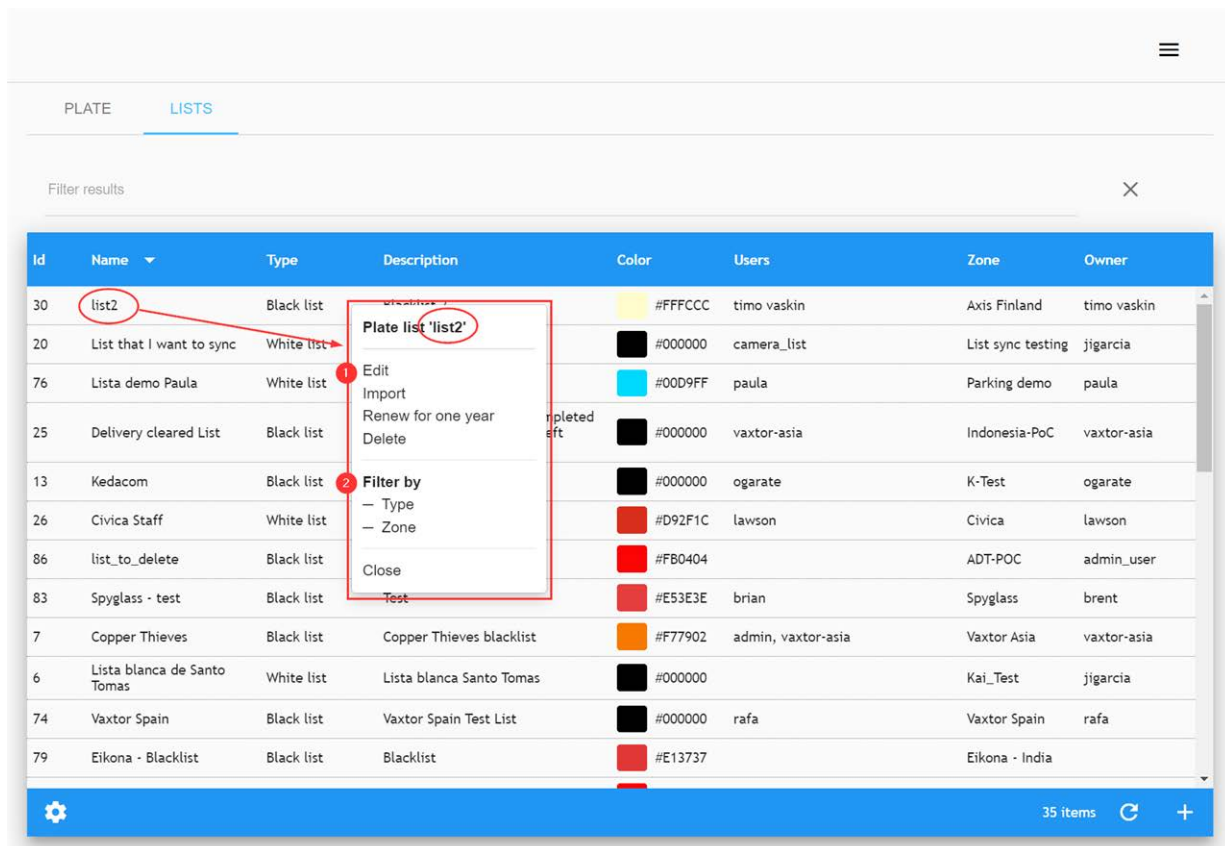 PLATE LISTS
Filter results
Id Name Type Description Color Users Zone Owner
30 list2 Black list #FFFCCC timo vaskin Axis Finland timo vaskin
Plate list 'list2'
20 List that I want to sync White list #000000 camera_list List sync testing jigarcia
1 Edit
76 Lista demo Paula White list #00D9FF paula Parking demo paula
Import
Renew for one year
25 Delivery cleared List Black list #000000 vaxtor-asia Indonesia-PoC vaxtor-asia
Delete
13 Kedacom Black list #000000 ogarate K-Test ogarate
2 Filter by
— Type
26 Civica Staff White list #D92F1C lawson Civica lawson
— Zone
86 list_to_delete Black list #FB0404 ADT-POC admin_user
Close
83 Spyglass - test Black list Test #E53E3E brian Spyglass brent
7 Copper Thieves Black list Copper Thieves blacklist #F77902 admin, vaxtor-asia Vaxtor Asia vaxtor-asia
6 Lista blanca de Santo Tomas White list Lista blanca Santo Tomas #000000 Kai_Test jigarcia
74 Vaxtor Spain Black list Vaxtor Spain Test List #000000 rafa Vaxtor Spain rafa
79 Eikona - Blacklist Black list Blacklist #E13737 Eikona - India
35 items